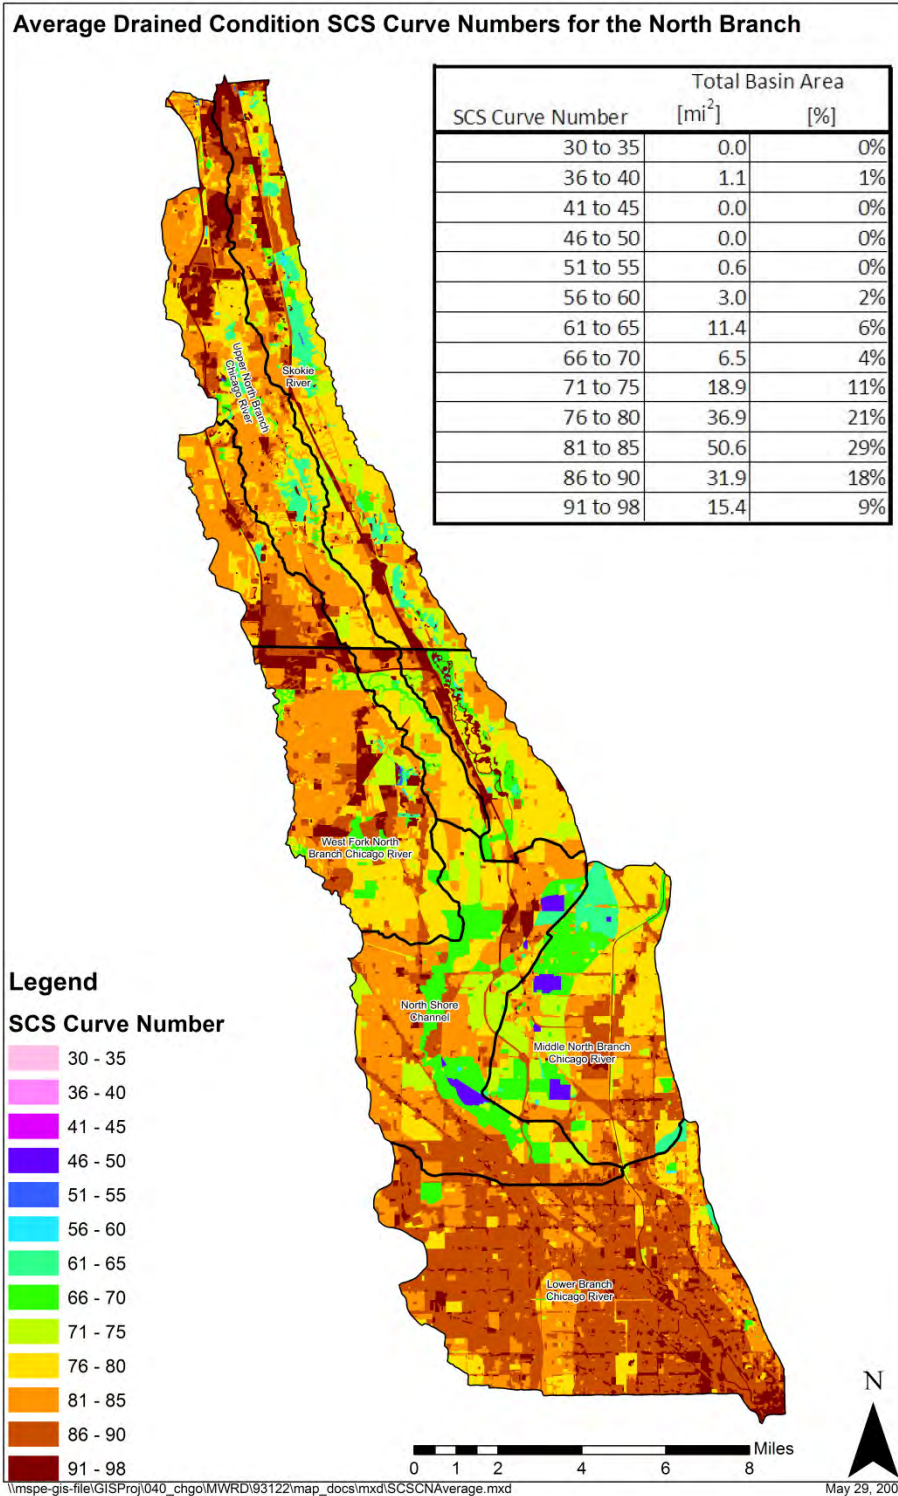 Average Drained Condition SCS Curve Numbers for the North Branch
Total Basin Area
SCS Curve Number [mi2] [%]
30 to 35 0.0 0%
36 to 40 1.1 1%
41 to 45 0.0 0%
46 to 50 0.0 0%
51 to 55 0.6 0%
56 to 60 3.0 2%
61 to 65 11.4 6%
66 to 70 6.5 4%
71 to 75 18.9 11%
76 to 80 36.9 21%
81 to 85 50.6 29%
86 to 90 31.9 18%
91 to 98 15.4 9%
Upper North Branch
Chicago River
Skokie
River
West Fork North
Branch Chicago River
North Shore
Channel
Middle North Branch
Chicago River
Lower Branch
Chicago River
Legend
SCS Curve Number
30 - 35
36 - 40
41 - 45
46 - 50
51 - 55
56 - 60
61 - 65
66 - 70
71 - 75
76 - 80
81 - 85
86 - 90
91 - 98
N
Miles
0 1 2 4 6 8
\\mspe-gis-file\GISProj\040_chgo\MWRD\93122\map_docs\mxd\SCSCNAverage.mxd
May 29, 200